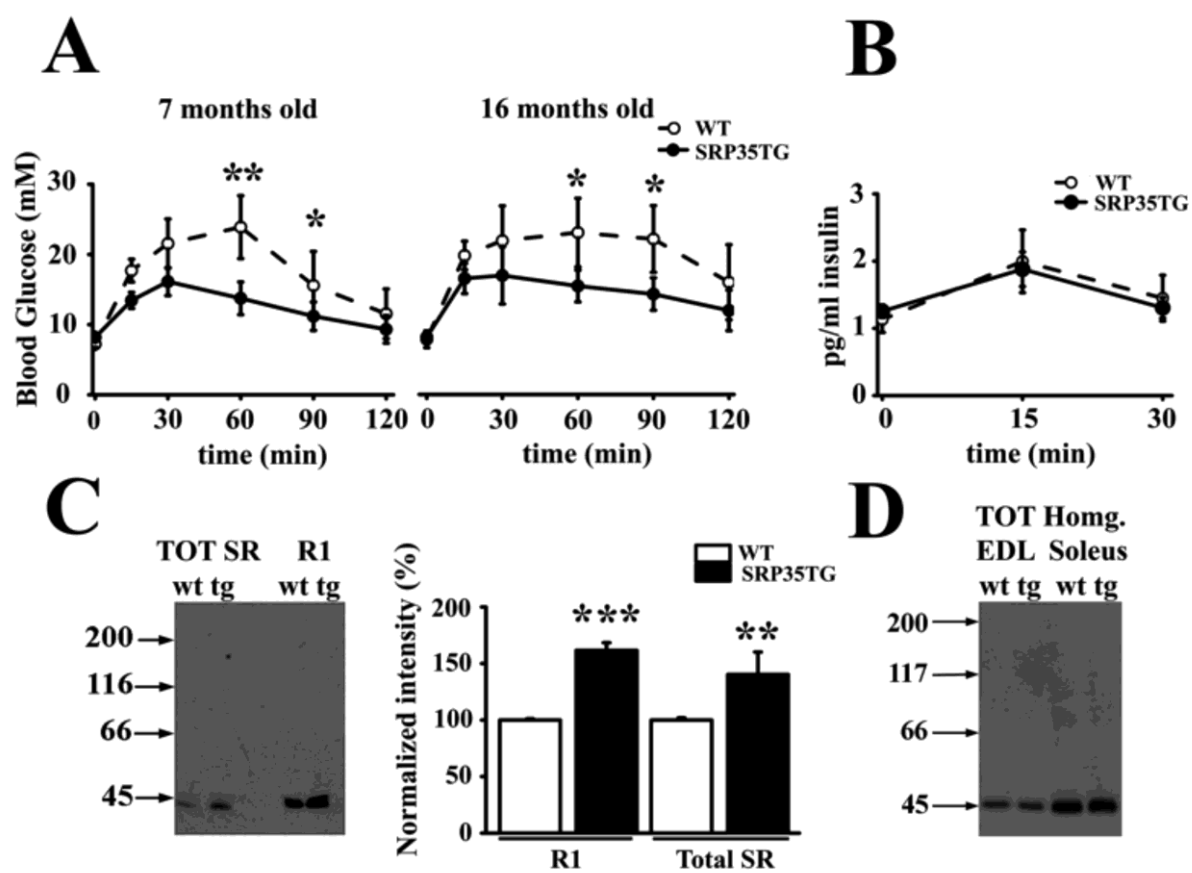 A
B
7 months old
16 months old
WT
SRP35TG
WT
SRP35TG
** * * *
Blood Glucose (mM)
30
20
10
0
0 30 60 90 120
0 30 60 90 120
time (min)
time (min)
pg/ml insulin
3
2
1
0
0 15 30
time (min)
C
D
TOT SR R1
wt tg wt tg
200
116
66
45
WT
SRP35TG
Normalized intensity (%)
200
150
100
50
0
*** **
R1 Total SR
TOT Homg.
EDL Soleus
wt tg wt tg
200
117
66
45